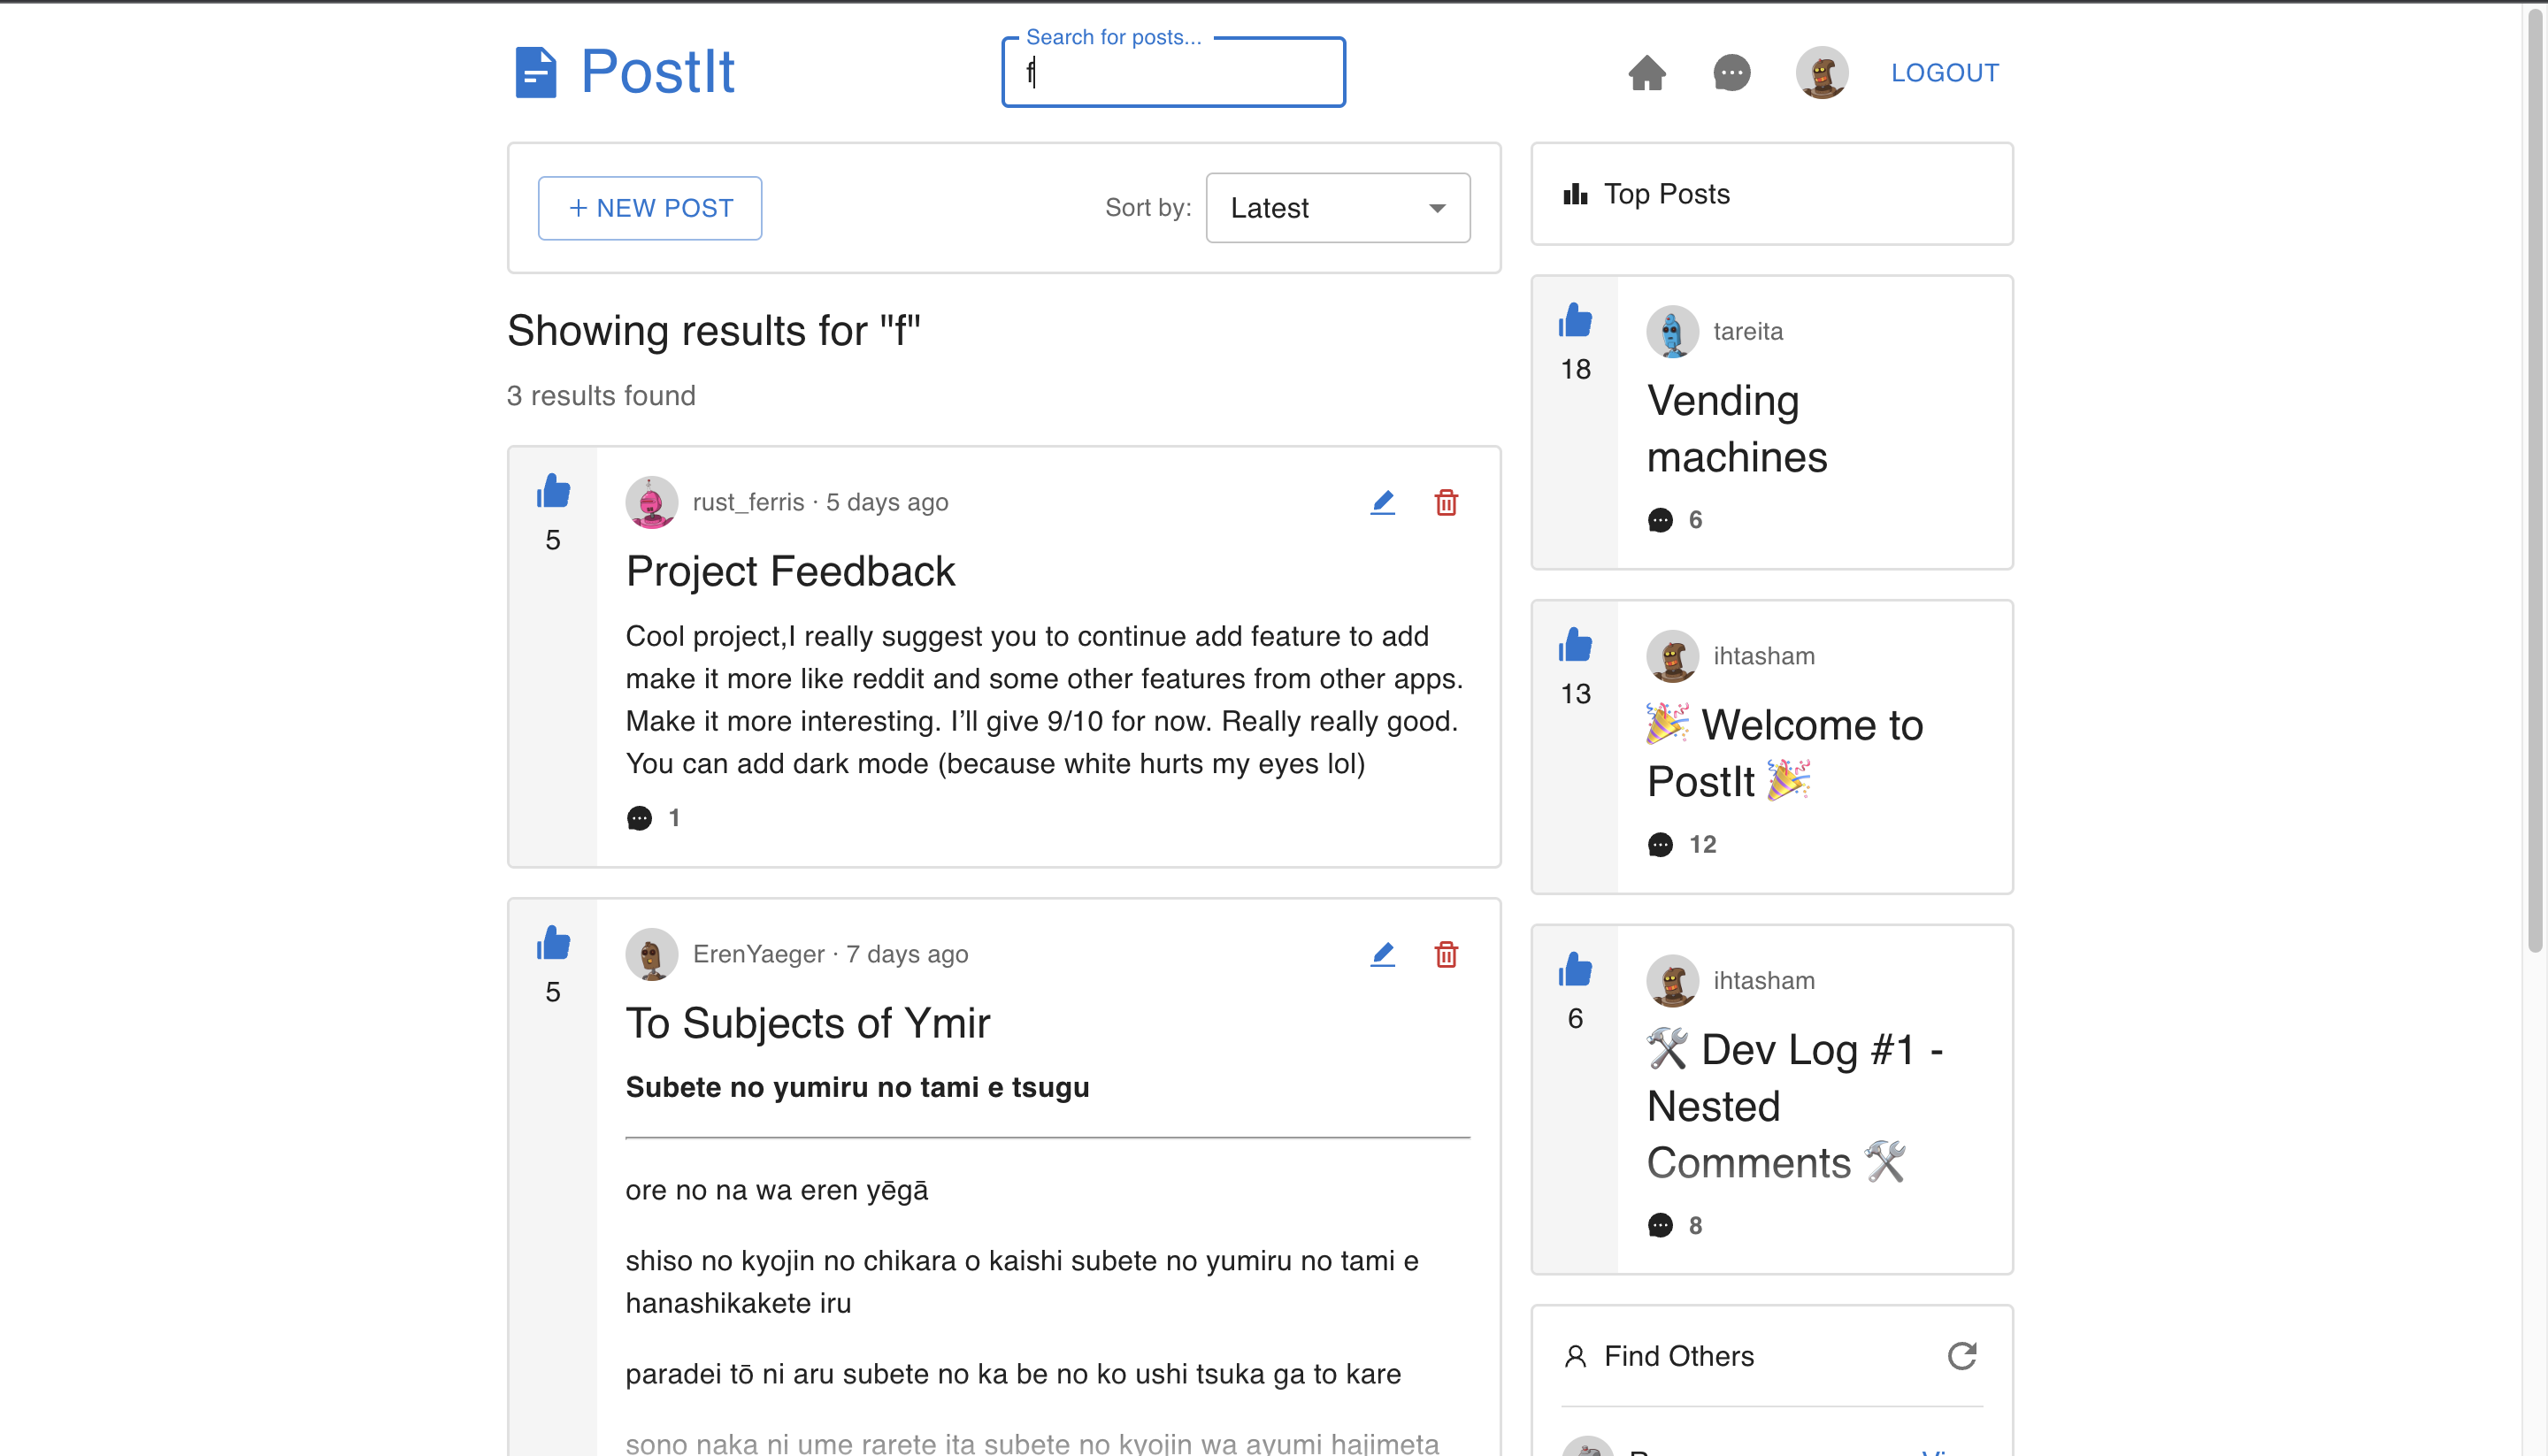 PostIt
Search for posts...
f
LOGOUT
+ NEW POST
Sort by:
Latest
Showing results for "f"
3 results found
5
rust_ferris · 5 days ago
Project Feedback
Cool project,I really suggest you to continue add feature to add
make it more like reddit and some other features from other apps.
Make it more interesting. I’ll give 9/10 for now. Really really good.
You can add dark mode (because white hurts my eyes lol)
1
5
ErenYaeger · 7 days ago
To Subjects of Ymir
Subete no yumiru no tami e tsugu
ore no na wa eren yēgā
shiso no kyojin no chikara o kaishi subete no yumiru no tami e
hanashikakete iru
paradei tō ni aru subete no ka be no ko ushi tsuka ga to kare
sono naka ni ume rarete ita subete no kyojin wa ayumi hajimeta
Top Posts
18
tareita
Vending
machines
6
13
ihtasham
🎉 Welcome to
PostIt 🎉
12
6
ihtasham
🛠 Dev Log #1 -
Nested
Comments 🛠
8
Find Others